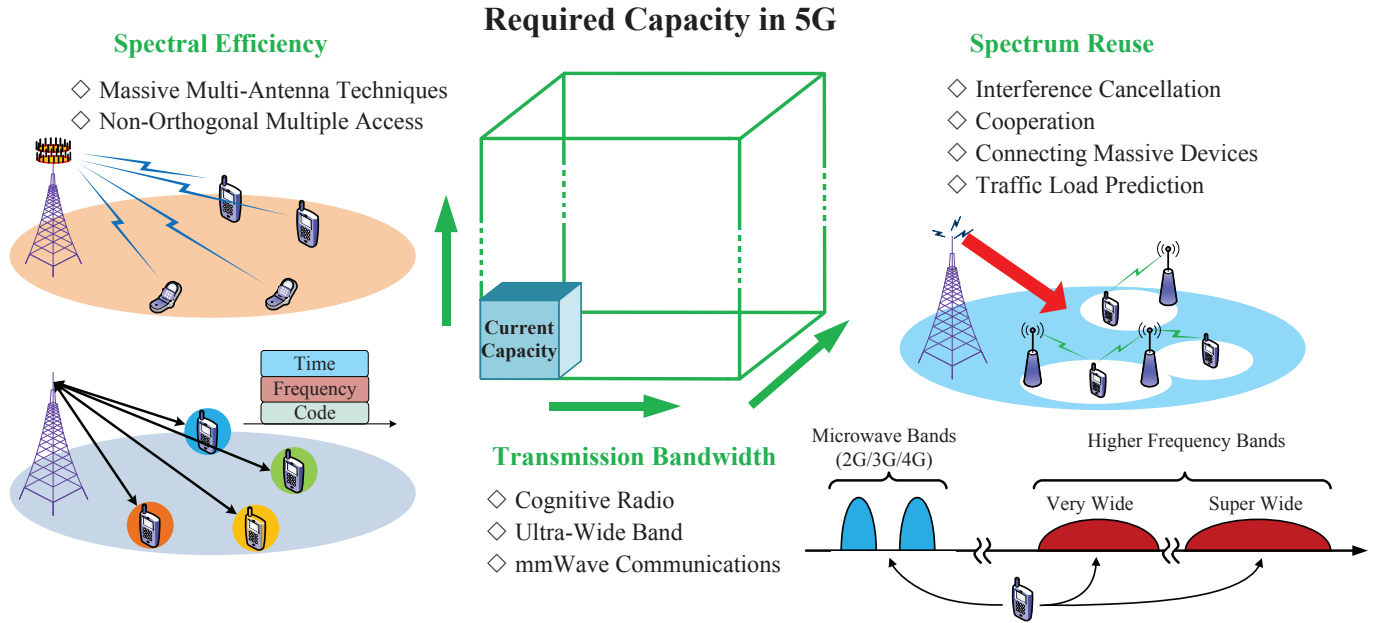 Required Capacity in 5G
Spectral Efficiency
◇ Massive Multi-Antenna Techniques
◇ Non-Orthogonal Multiple Access
Time
Frequency
Code
Current
Capacity
Spectrum Reuse
◇ Interference Cancellation
◇ Cooperation
◇ Connecting Massive Devices
◇ Traffic Load Prediction
Transmission Bandwidth
◇ Cognitive Radio
◇ Ultra-Wide Band
◇ mmWave Communications
Microwave Bands
(2G/3G/4G)
Higher Frequency Bands
Very Wide
Super Wide